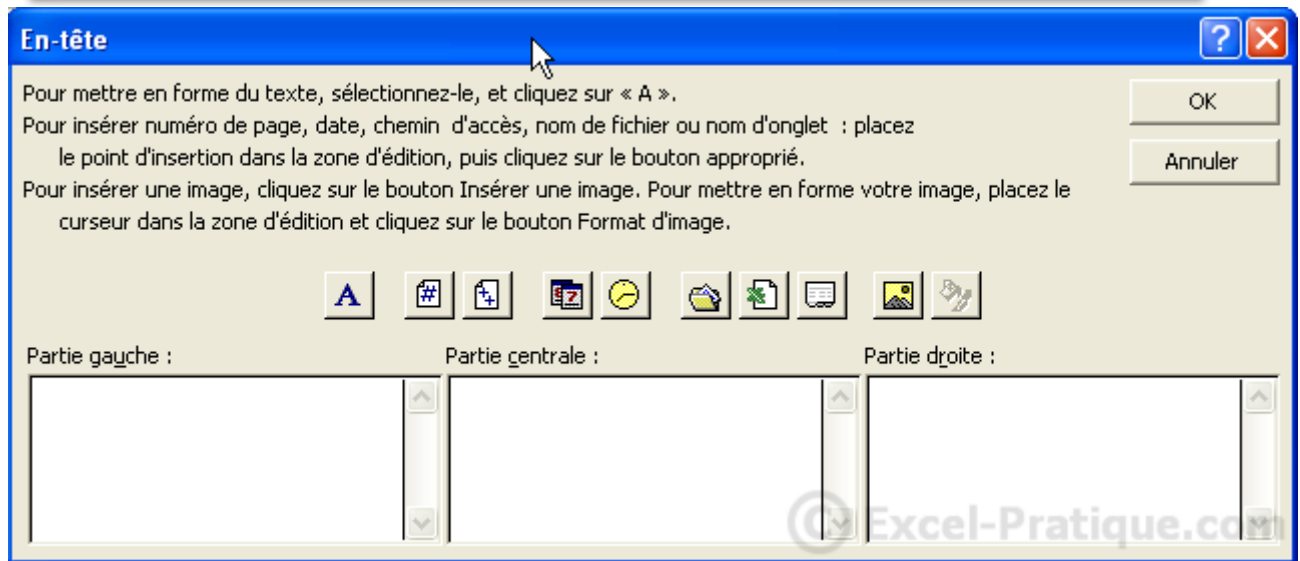 En-tête
Pour mettre en forme du texte, sélectionnez-le, et cliquez sur « A ».
OK
Pour insérer numéro de page, date, chemin d'accès, nom de fichier ou nom d'onglet : placez
le point d'insertion dans la zone d'édition, puis cliquez sur le bouton approprié.
Annuler
Pour insérer une image, cliquez sur le bouton Insérer une image. Pour mettre en forme votre image, placez le
curseur dans la zone d'édition et cliquez sur le bouton Format d'image.
A
Partie gauche :
Partie centrale :
Partie droite :
© Excel-Pratique.com